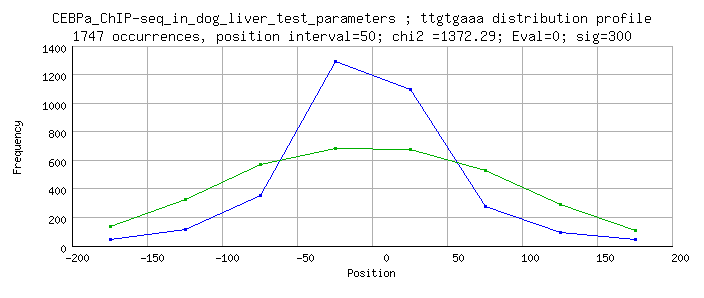 CEBPa_ChIP-seq_in_dog_liver_test_parameters ; ttgtgaaa distribution profile
1747 occurrences, position interval=50; chi2 =1372.29; Eval=0; sig=300
1400
1200
1000
800
600
400
200
0
Frequency
-200 -150 -100 -50 0 50 100 150 200
Position